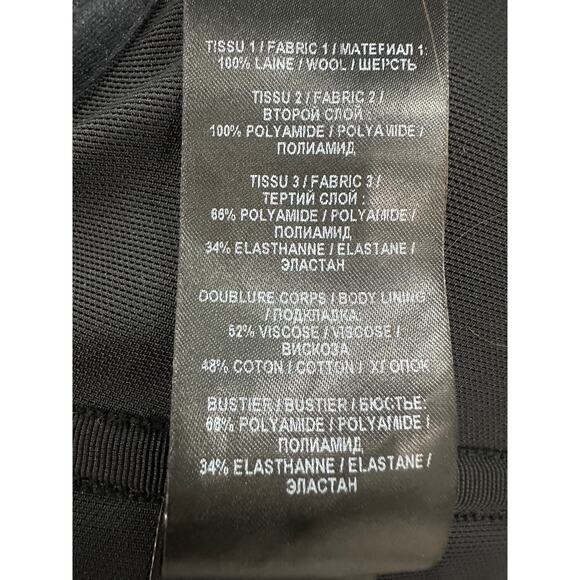 TISSU 1 / FABRIC 1 / МАТЕРИАЛ 1:
100% LAINE / WOOL / ШЕРСТЬ
TISSU 2 / FABRIC 2 /
ВТОРОЙ СЛОЙ :
100% POLYAMIDE / POLYAMIDE /
ПОЛИАМИД
TISSU 3 / FABRIC 3 /
ТЕРТИЙ СЛОЙ :
66% POLYAMIDE / POLYAMIDE /
ПОЛИАМИД
34% ELASTHANNE / ELASTANE /
ЭЛАСТАН
DOUBLURE CORPS / BODY LINING
/ ПОДКЛАДКА:
52% VISCOSE / VISCOSE /
ВИСКОЗА
48% COTON / COTTON / ХЛОПОК
BUSTIER / BUSTIER / БЮСТЬЕ:
66% POLYAMIDE / POLYAMIDE /
ПОЛИАМИД
34% ELASTHANNE / ELASTANE /
ЭЛАСТАН